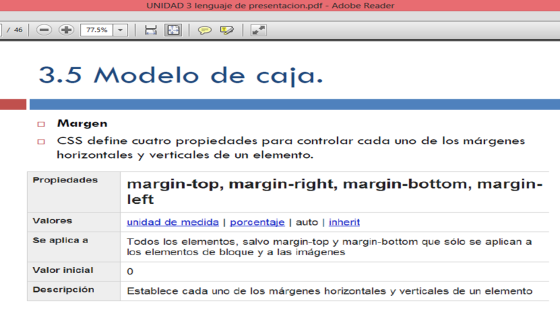 UNIDAD 3 lenguaje de presentacion.pdf - Adobe Reader
/ 46
77.5%
3.5 Modelo de caja.
Margen
CSS define cuatro propiedades para controlar cada uno de los márgenes
horizontales y verticales de un elemento.
Propiedades
margin-top, margin-right, margin-bottom, margin-
left
Valores
unidad de medida | porcentaje | auto | inherit
Se aplica a
Todos los elementos, salvo margin-top y margin-bottom que sólo se aplican a
los elementos de bloque y a las imágenes
Valor inicial
0
Descripción
Establece cada uno de los márgenes horizontales y verticales de un elemento